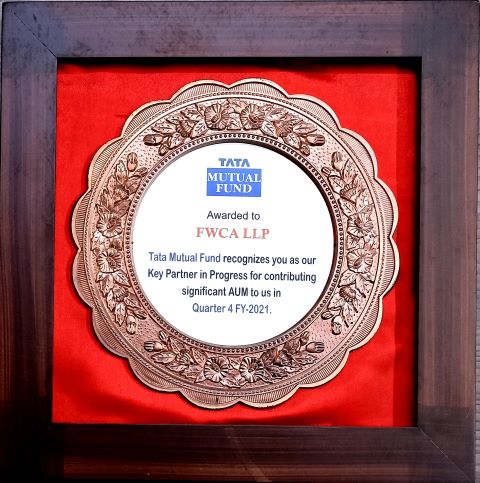 TATA
MUTUAL
FUND
Awarded to
FWCA LLP
Tata Mutual Fund recognizes you as our
Key Partner in Progress for contributing
significant AUM to us in
Quarter 4 FY-2021.